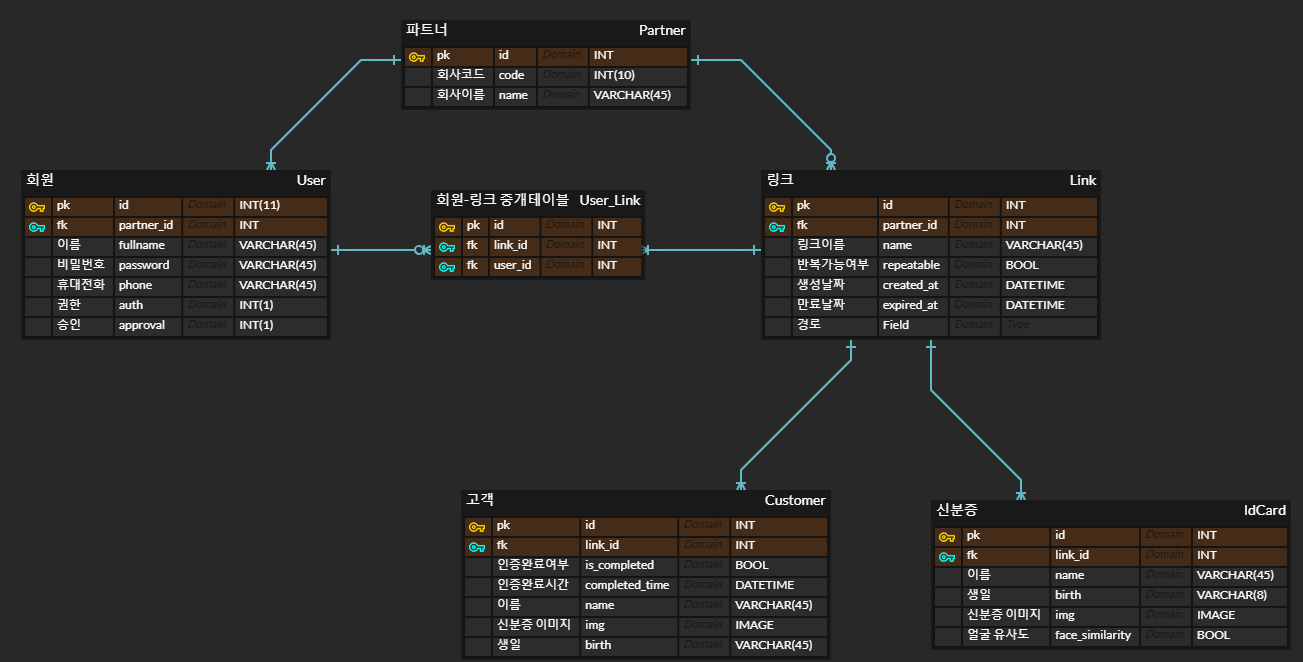 파트너 Partner
pk id Domain INT
회사코드 code Domain INT(10)
회사이름 name Domain VARCHAR(45)
회원 User
pk id Domain INT(11)
fk partner_id Domain INT
이름 fullname Domain VARCHAR(45)
비밀번호 password Domain VARCHAR(45)
휴대전화 phone Domain VARCHAR(45)
권한 auth Domain INT(1)
승인 approval Domain INT(1)
회원-링크 중개테이블 User_Link
pk id Domain INT
fk link_id Domain INT
fk user_id Domain INT
링크 Link
pk id Domain INT
fk partner_id Domain INT
링크이름 name Domain VARCHAR(45)
반복가능여부 repeatable Domain BOOL
생성날짜 created_at Domain DATETIME
만료날짜 expired_at Domain DATETIME
경로 Field Domain Type
고객 Customer
pk id Domain INT
fk link_id Domain INT
인증완료여부 is_completed Domain BOOL
인증완료시간 completed_time Domain DATETIME
이름 name Domain VARCHAR(45)
신분증 이미지 img Domain IMAGE
생일 birth Domain VARCHAR(45)
신분증 IdCard
pk id Domain INT
fk link_id Domain INT
이름 name Domain VARCHAR(45)
생일 birth Domain VARCHAR(8)
신분증 이미지 img Domain IMAGE
얼굴 유사도 face_similarity Domain BOOL